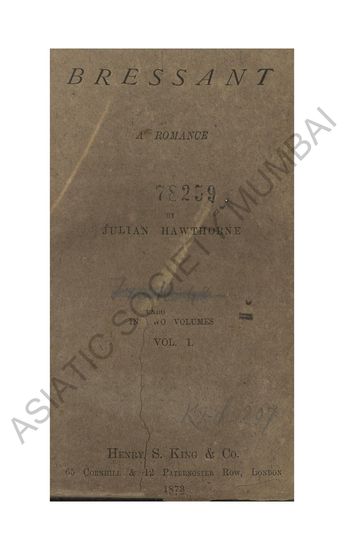 BRESSANT
A ROMANCE
78239
BY
JULIAN HAWTHORNE
IN TWO VOLUMES
VOL. I.
HENRY S. KING & CO.
65 CORNHILL & 12 PATERNOSTER ROW, LONDON
1873
ASIATIC SOCIETY MUMBAI